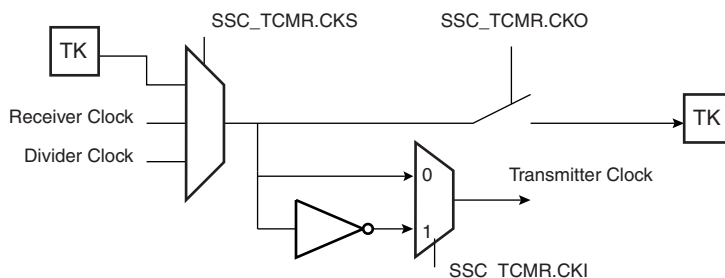 SSC_TCMR.CKS
SSC_TCMR.CKO
TK
Receiver Clock
TK
Divider Clock
0
Transmitter Clock
1
SSC_TCMR.CKI